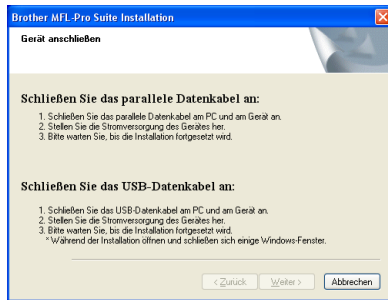 Brother MFL-Pro Suite Installation
Gerät anschließen
Schließen Sie das parallele Datenkabel an:
1. Schließen Sie das parallele Datenkabel am PC und am Gerät an.
2. Stellen Sie die Stromversorgung des Gerätes her.
3. Bitte warten Sie, bis die Installation fortgesetzt wird.
Schließen Sie das USB-Datenkabel an:
1. Schließen Sie das USB-Datenkabel am PC und am Gerät an.
2. Stellen Sie die Stromversorgung des Gerätes her.
3. Bitte warten Sie, bis die Installation fortgesetzt wird.
* Während der Installation öffnen und schließen sich einige Windows-Fenster.
< Zurück Weiter > Abbrechen